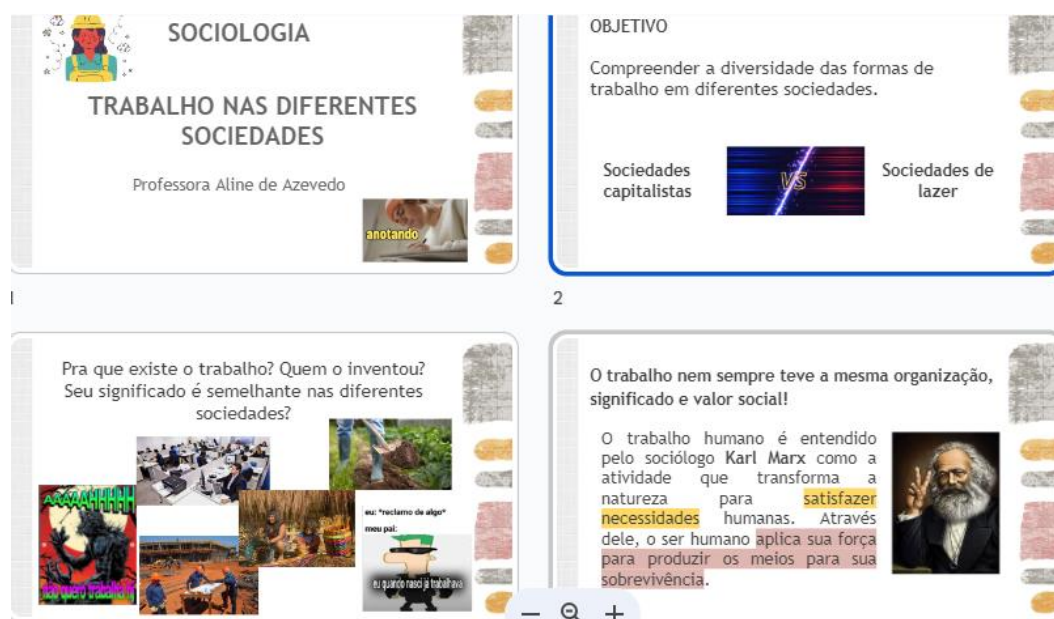 SOCIOLOGIA
TRABALHO NAS DIFERENTES
SOCIEDADES
Professora Aline de Azevedo
anotando
1
OBJETIVO
Compreender a diversidade das formas de
trabalho em diferentes sociedades.
Sociedades
capitalistas
VS
Sociedades de
lazer
2
Pra que existe o trabalho? Quem o inventou?
Seu significado é semelhante nas diferentes
sociedades?
AAAAAHHHHH
não quero trabalha
eu: *reclamo de algo*
meu pai:
eu quando nasci já trabalhava
O trabalho nem sempre teve a mesma organização,
significado e valor social!
O trabalho humano é entendido
pelo sociólogo Karl Marx como a
atividade que transforma a
natureza para satisfazer
necessidades humanas. Através
dele, o ser humano aplica sua força
para produzir os meios para sua
sobrevivência.